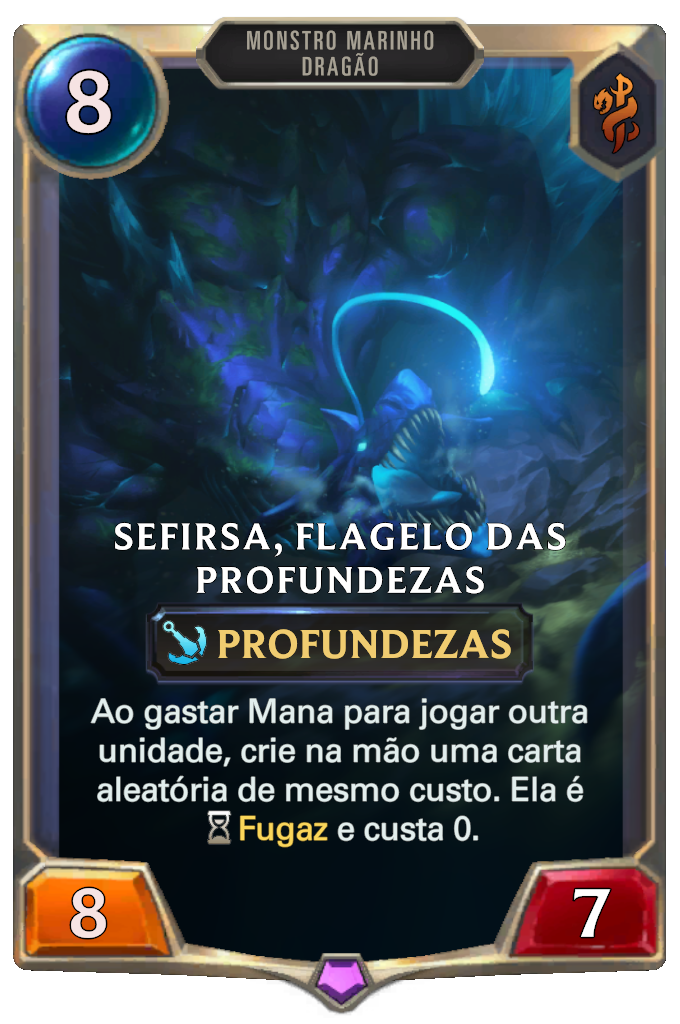 MONSTRO MARINHO
DRAGÃO
8
SEFIRSA, FLAGELO DAS
PROFUNDEZAS
PROFUNDEZAS
Ao gastar Mana para jogar outra
unidade, crie na mão uma carta
aleatória de mesmo custo. Ela é
Fugaz e custa 0.
8
7